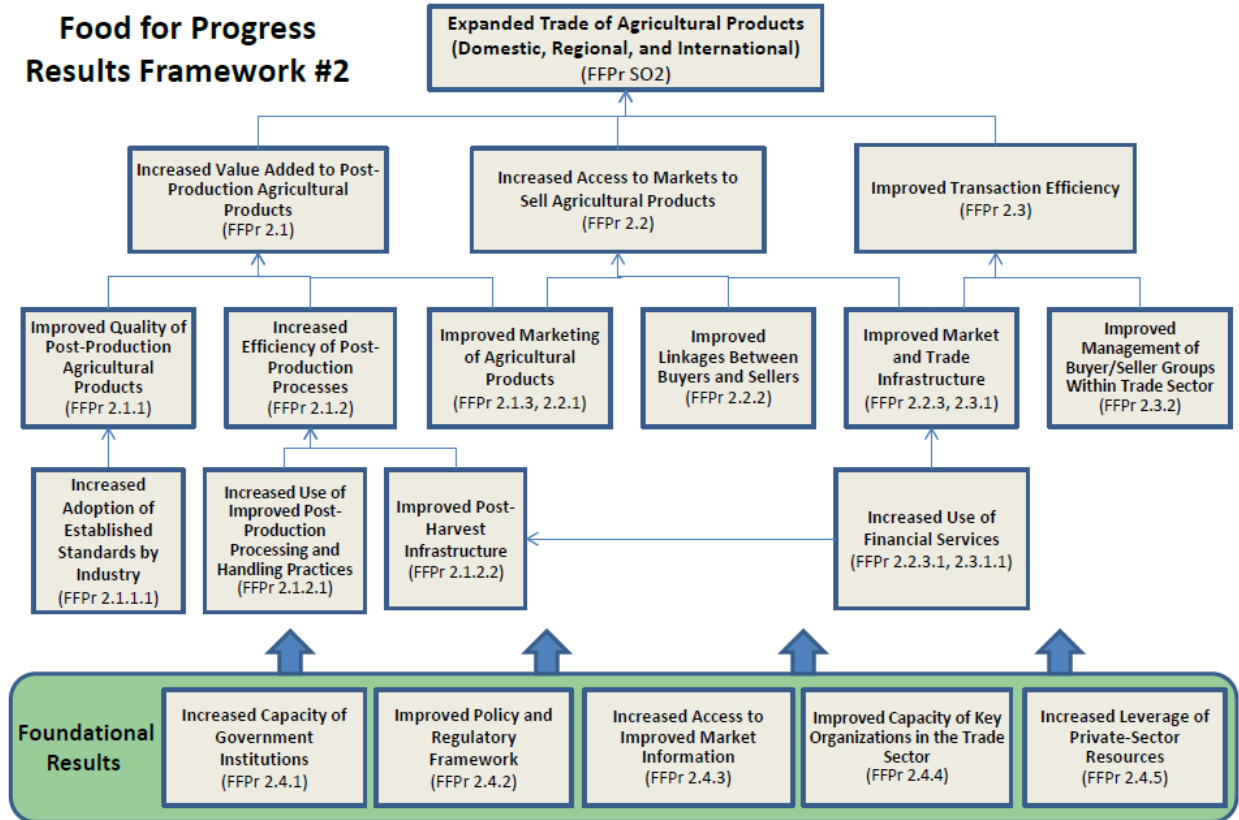 Food for Progress
Results Framework #2
Expanded Trade of Agricultural Products
(Domestic, Regional, and International)
(FFPr SO2)
Increased Value Added to Post-
Production Agricultural
Products
(FFPr 2.1)
Increased Access to Markets to
Sell Agricultural Products
(FFPr 2.2)
Improved Transaction Efficiency
(FFPr 2.3)
Improved Quality of
Post-Production
Agricultural
Products
(FFPr 2.1.1)
Increased
Efficiency of Post-
Production
Processes
(FFPr 2.1.2)
Improved Marketing
of Agricultural
Products
(FFPr 2.1.3, 2.2.1)
Improved
Linkages Between
Buyers and Sellers
(FFPr 2.2.2)
Improved Market
and Trade
Infrastructure
(FFPr 2.2.3, 2.3.1)
Improved
Management of
Buyer/Seller Groups
Within Trade Sector
(FFPr 2.3.2)
Increased
Adoption of
Established
Standards by
Industry
(FFPr 2.1.1.1)
Increased Use of
Improved Post-
Production
Processing and
Handling Practices
(FFPr 2.1.2.1)
Improved Post-
Harvest
Infrastructure
(FFPr 2.1.2.2)
Increased Use of
Financial Services
(FFPr 2.2.3.1, 2.3.1.1)
Foundational
Results
Increased Capacity of
Government
Institutions
(FFPr 2.4.1)
Improved Policy and
Regulatory
Framework
(FFPr 2.4.2)
Increased Access to
Improved Market
Information
(FFPr 2.4.3)
Improved Capacity of Key
Organizations in the Trade
Sector
(FFPr 2.4.4)
Increased Leverage of
Private-Sector
Resources
(FFPr 2.4.5)